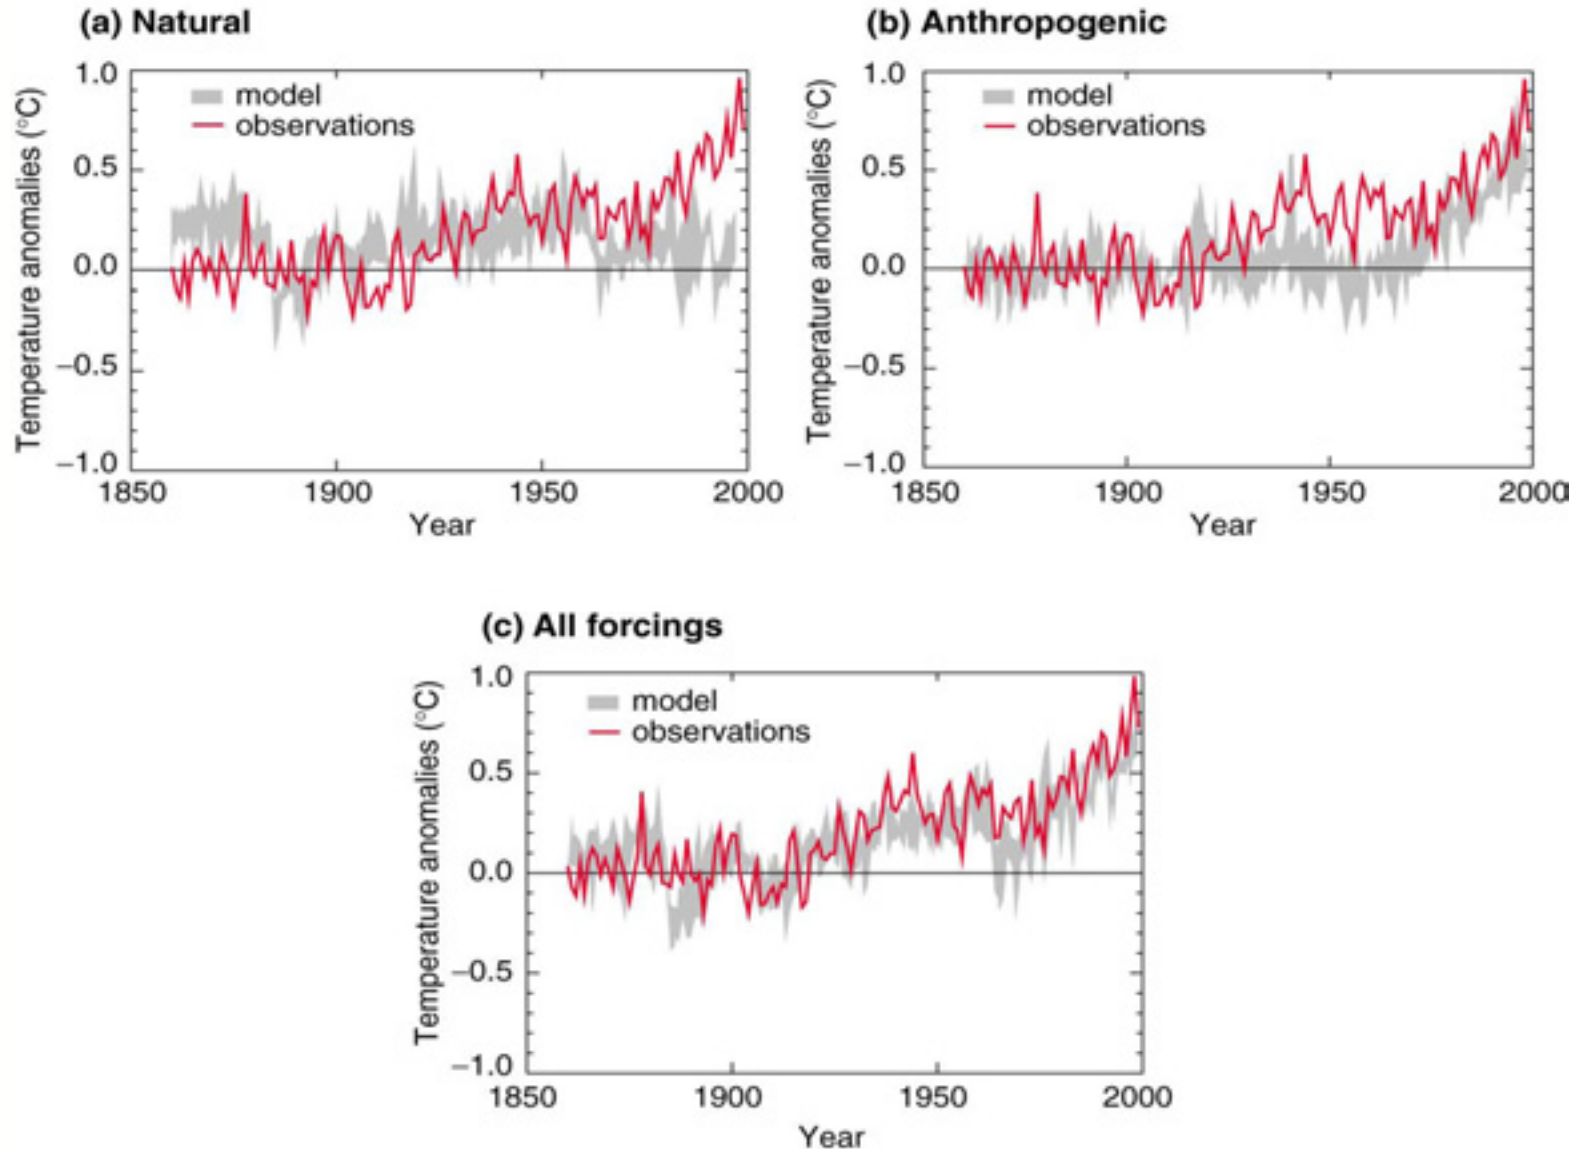 (a) Natural
1.0
0.5
0.0
−0.5
−1.0
Temperature anomalies (°C)
model
observations
1850
1900
1950
2000
Year
(b) Anthropogenic
1.0
0.5
0.0
−0.5
−1.0
Temperature anomalies (°C)
model
observations
1850
1900
1950
2000
Year
(c) All forcings
1.0
0.5
0.0
−0.5
−1.0
Temperature anomalies (°C)
model
observations
1850
1900
1950
2000
Year